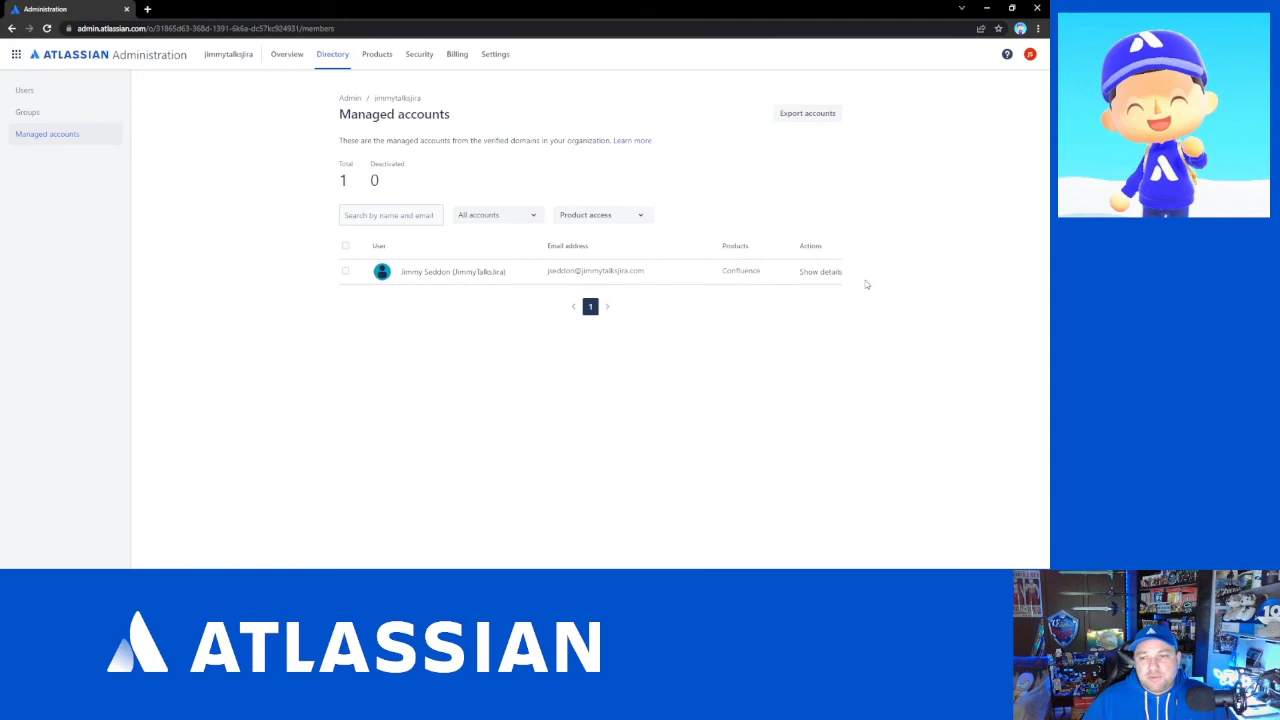 Administration
admin.atlassian.com/o/31865d63-368d-1391-6k6a-dc57kc924931/members
ATLASSIAN Administration
jimmytalksjira
Overview
Directory
Products
Security
Billing
Settings
JS
Users
Groups
Managed accounts
Admin / jimmytalksjira
Managed accounts
Export accounts
These are the managed accounts from the verified domains in your organization. Learn more
Total Deactivated
1 0
Search by name and email All accounts Product access
User Email address Products Actions
Jimmy Seddon (JimmyTalksJira) jseddon@jimmytalksjira.com Confluence Show details
1
ATLASSIAN